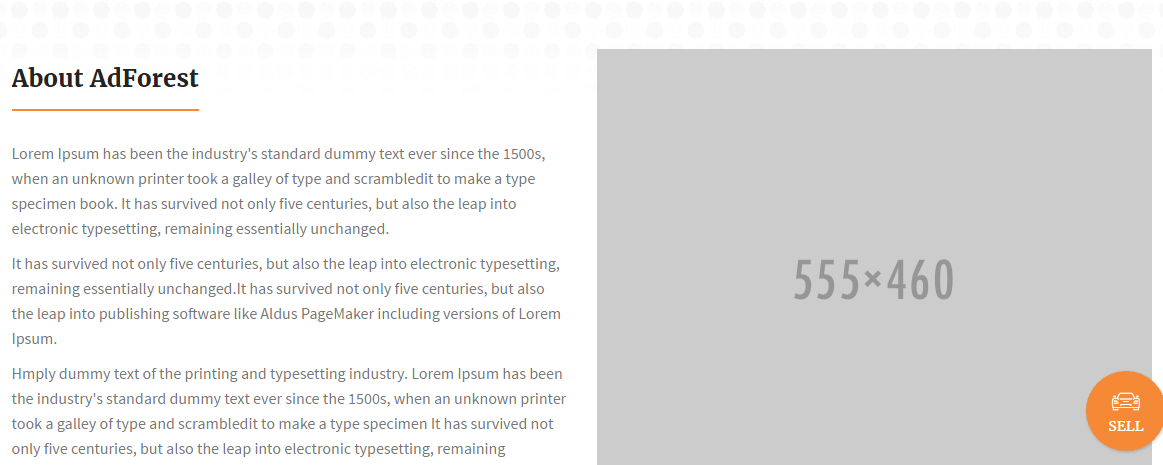 About AdForest
Lorem Ipsum has been the industry's standard dummy text ever since the 1500s,
when an unknown printer took a galley of type and scrambledit to make a type
specimen book. It has survived not only five centuries, but also the leap into
electronic typesetting, remaining essentially unchanged.
It has survived not only five centuries, but also the leap into electronic typesetting,
remaining essentially unchanged.It has survived not only five centuries, but also
the leap into publishing software like Aldus PageMaker including versions of Lorem
Ipsum.
Hmply dummy text of the printing and typesetting industry. Lorem Ipsum has been
the industry's standard dummy text ever since the 1500s, when an unknown printer
took a galley of type and scrambledit to make a type specimen It has survived not
only five centuries, but also the leap into electronic typesetting, remaining
555×460
SELL